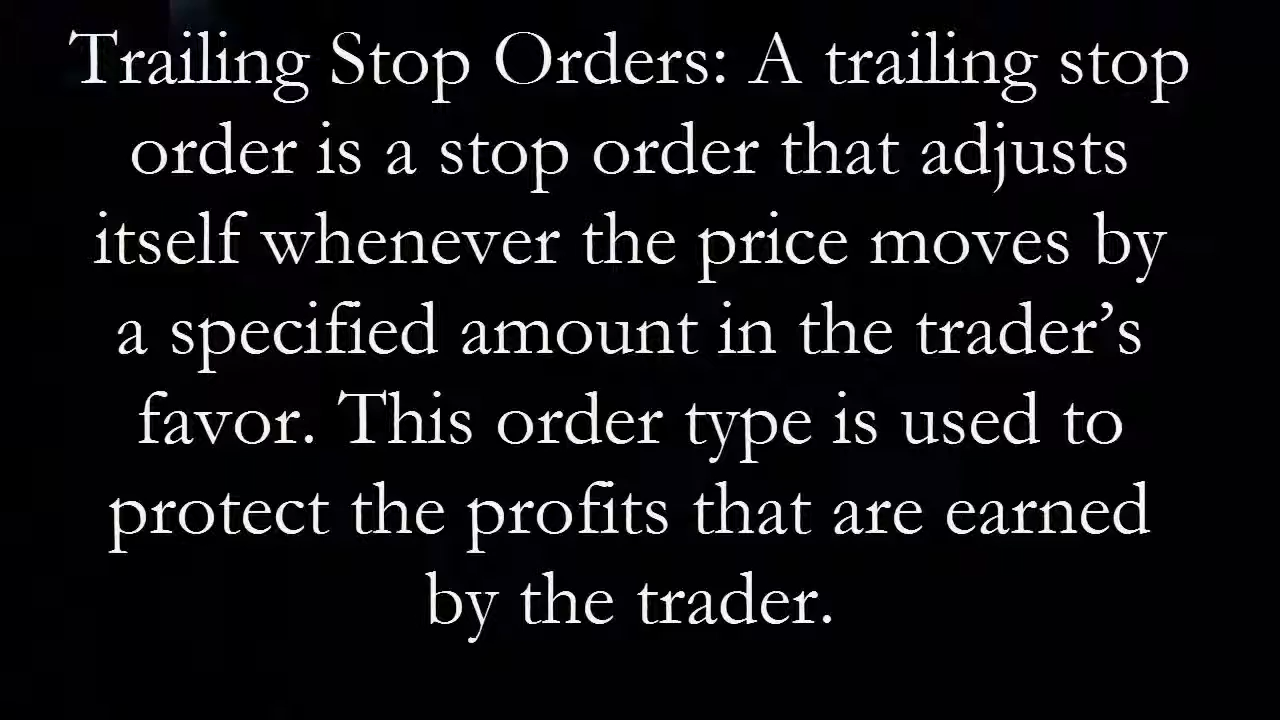 Trailing Stop Orders: A trailing stop
order is a stop order that adjusts
itself whenever the price moves by
a specified amount in the trader’s
favor. This order type is used to
protect the profits that are earned
by the trader.